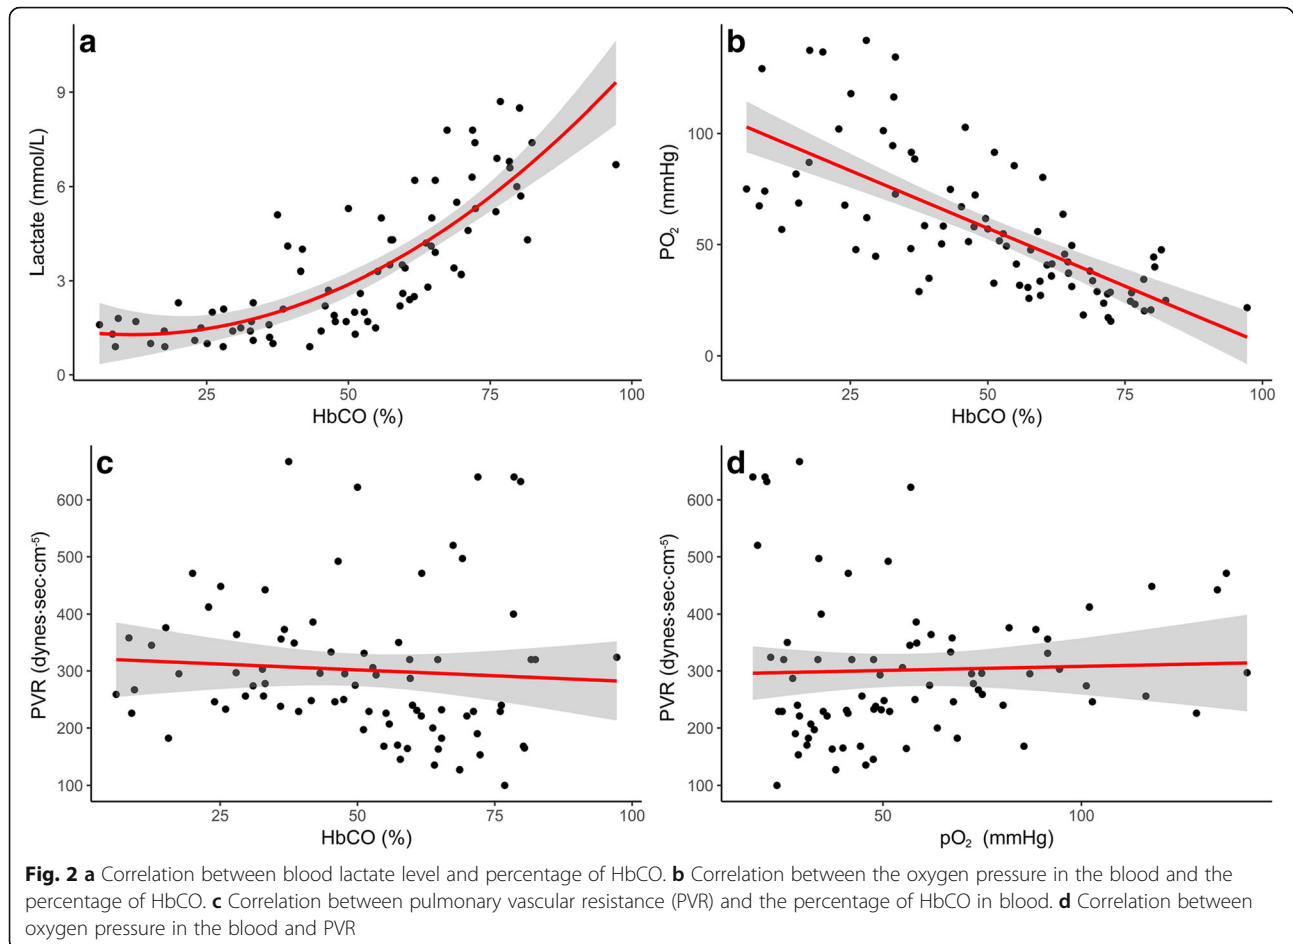 a
Lactate (mmol/L)
9
6
3
0
25 50 75 100
HbCO (%)
b
PO₂ (mmHg)
100
50
0
25 50 75 100
HbCO (%)
c
PVR (dynes·sec·cm⁻⁵)
600
500
400
300
200
100
25 50 75 100
HbCO (%)
d
PVR (dynes·sec·cm⁻⁵)
600
500
400
300
200
100
50 100
pO₂ (mmHg)
Fig. 2 a Correlation between blood lactate level and percentage of HbCO. b Correlation between the oxygen pressure in the blood and the
percentage of HbCO. c Correlation between pulmonary vascular resistance (PVR) and the percentage of HbCO in blood. d Correlation between
oxygen pressure in the blood and PVR